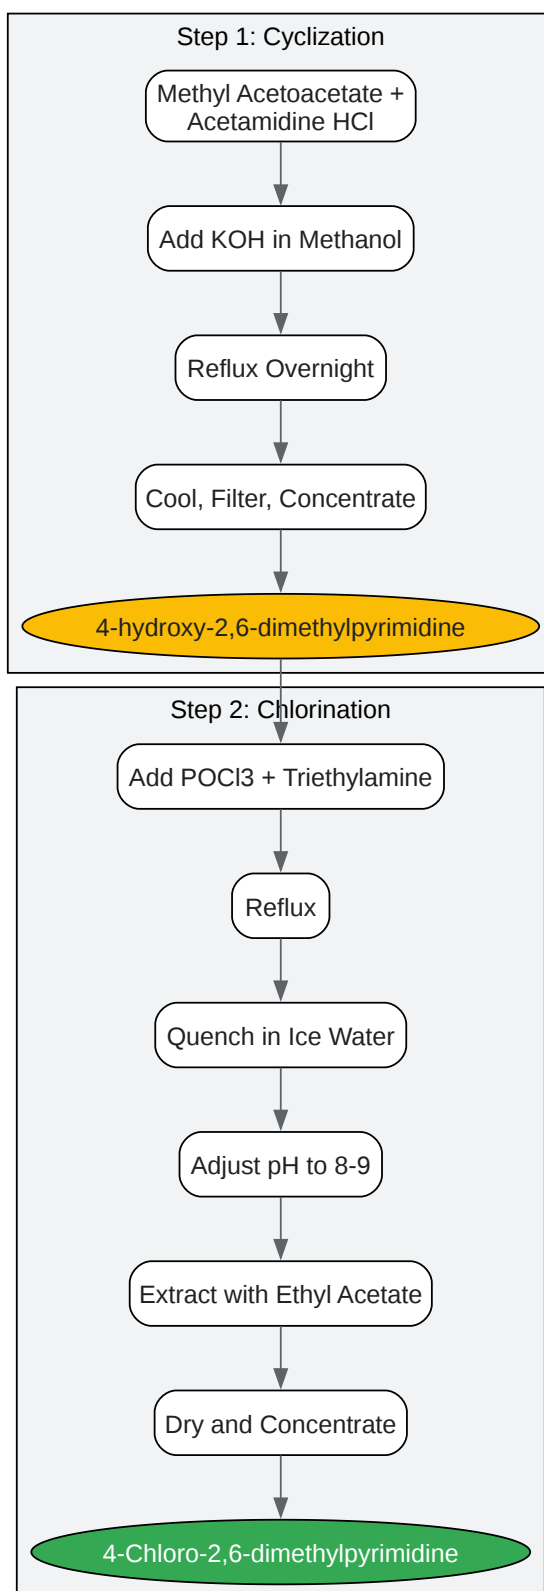 Step 1: Cyclization
Methyl Acetoacetate +
Acetamidine HCl
Add KOH in Methanol
Reflux Overnight
Cool, Filter, Concentrate
4-hydroxy-2,6-dimethylpyrimidine
Step 2: Chlorination
Add POCl3 + Triethylamine
Reflux
Quench in Ice Water
Adjust pH to 8-9
Extract with Ethyl Acetate
Dry and Concentrate
4-Chloro-2,6-dimethylpyrimidine